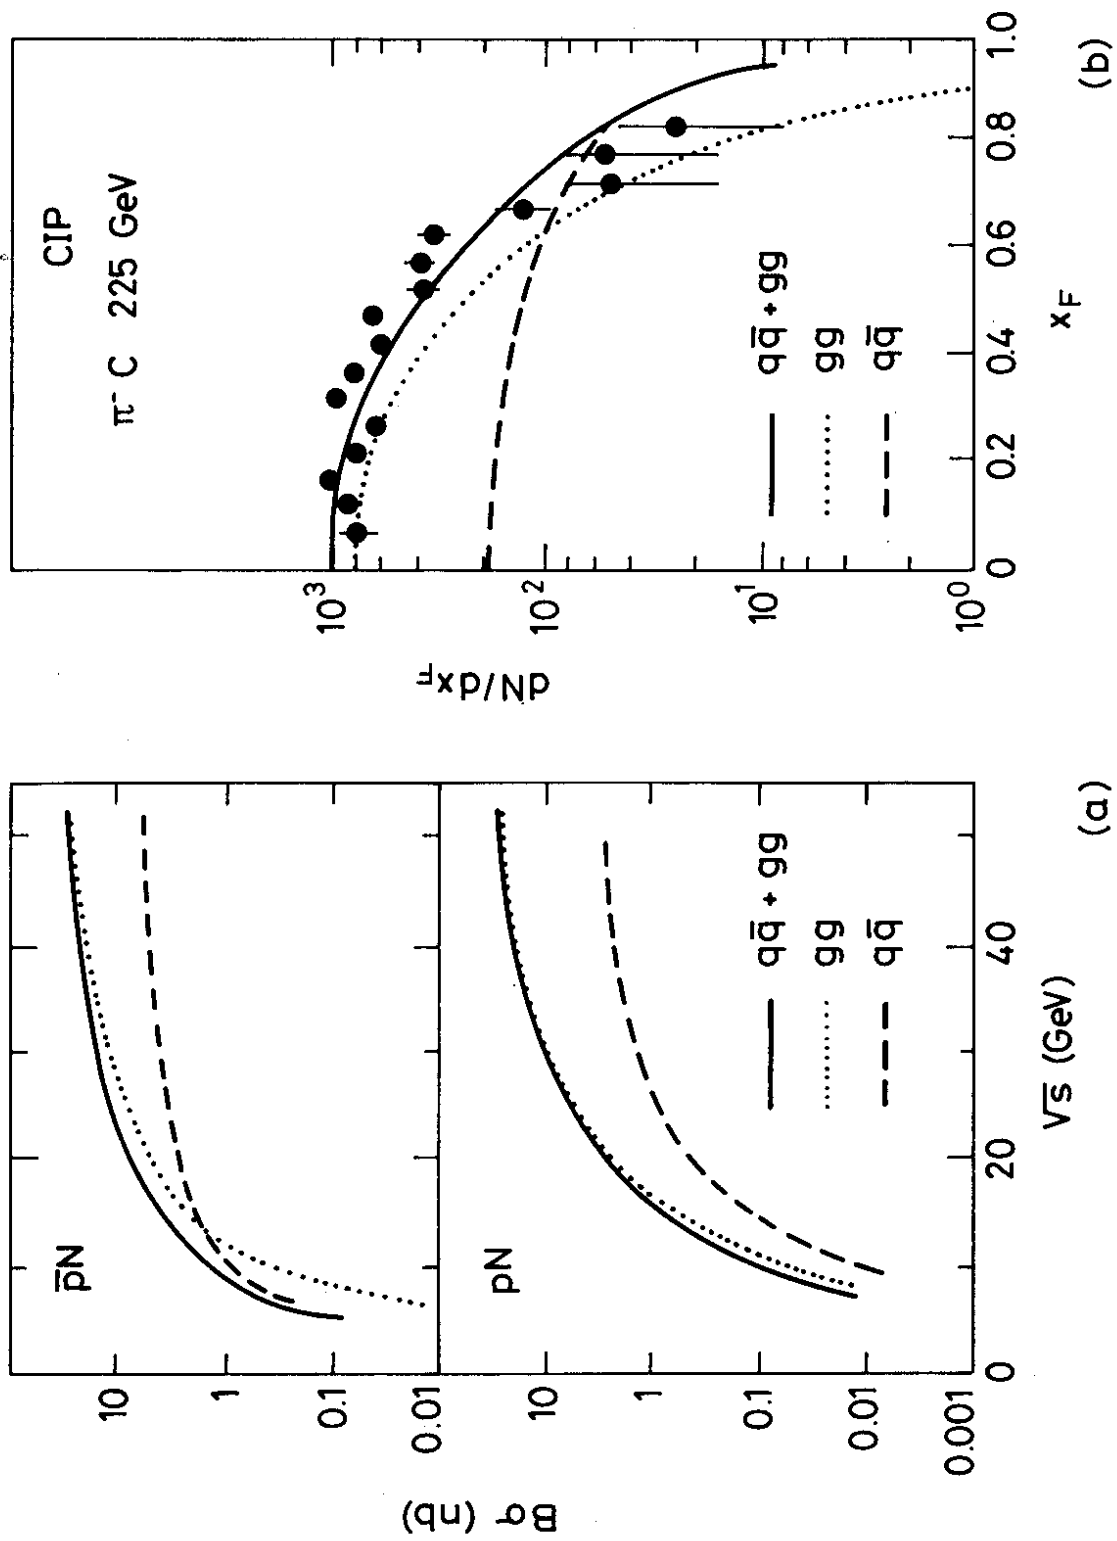 p̄N
10
1
0.1
0.01
pN
10
1
0.1
0.01
0.001
Bσ (nb)
qq̄ + gg
gg
qq̄
0
20
40
√s (GeV)
(a)
CIP
π⁻ C 225 GeV
10³
10²
10¹
10⁰
dN/dx_F
qq̄ + gg
gg
qq̄
0 0.2 0.4 0.6 0.8 1.0
x_F
(b)